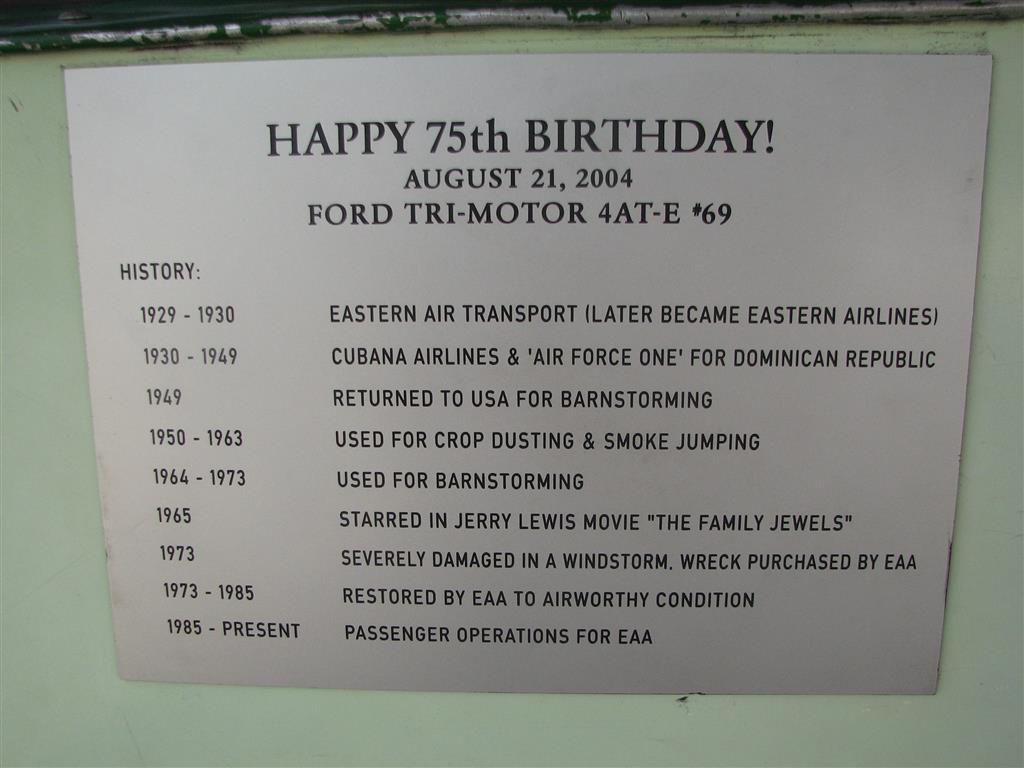 HAPPY 75th BIRTHDAY!
AUGUST 21, 2004
FORD TRI-MOTOR 4AT-E #69
HISTORY:
1929 - 1930 EASTERN AIR TRANSPORT (LATER BECAME EASTERN AIRLINES)
1930 - 1949 CUBANA AIRLINES & 'AIR FORCE ONE' FOR DOMINICAN REPUBLIC
1949 RETURNED TO USA FOR BARNSTORMING
1950 - 1963 USED FOR CROP DUSTING & SMOKE JUMPING
1964 - 1973 USED FOR BARNSTORMING
1965 STARRED IN JERRY LEWIS MOVIE "THE FAMILY JEWELS"
1973 SEVERELY DAMAGED IN A WINDSTORM. WRECK PURCHASED BY EAA
1973 - 1985 RESTORED BY EAA TO AIRWORTHY CONDITION
1985 - PRESENT PASSENGER OPERATIONS FOR EAA